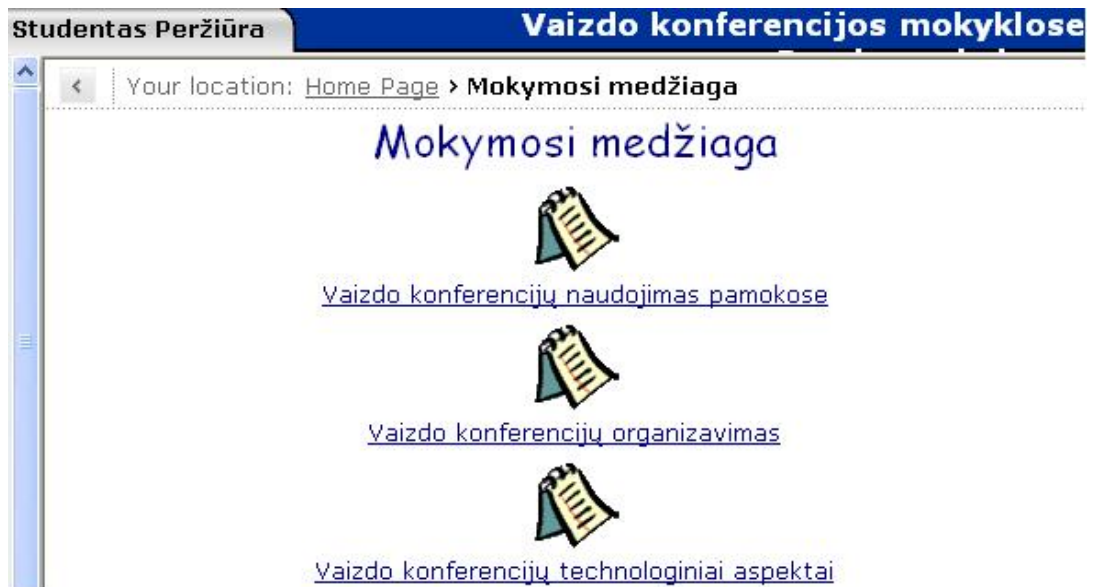 Studentas Peržiūra
Vaizdo konferencijos mokyklose
Your location: Home Page › Mokymosi medžiaga
Mokymosi medžiaga
Vaizdo konferencijų naudojimas pamokose
Vaizdo konferencijų organizavimas
Vaizdo konferencijų technologiniai aspektai